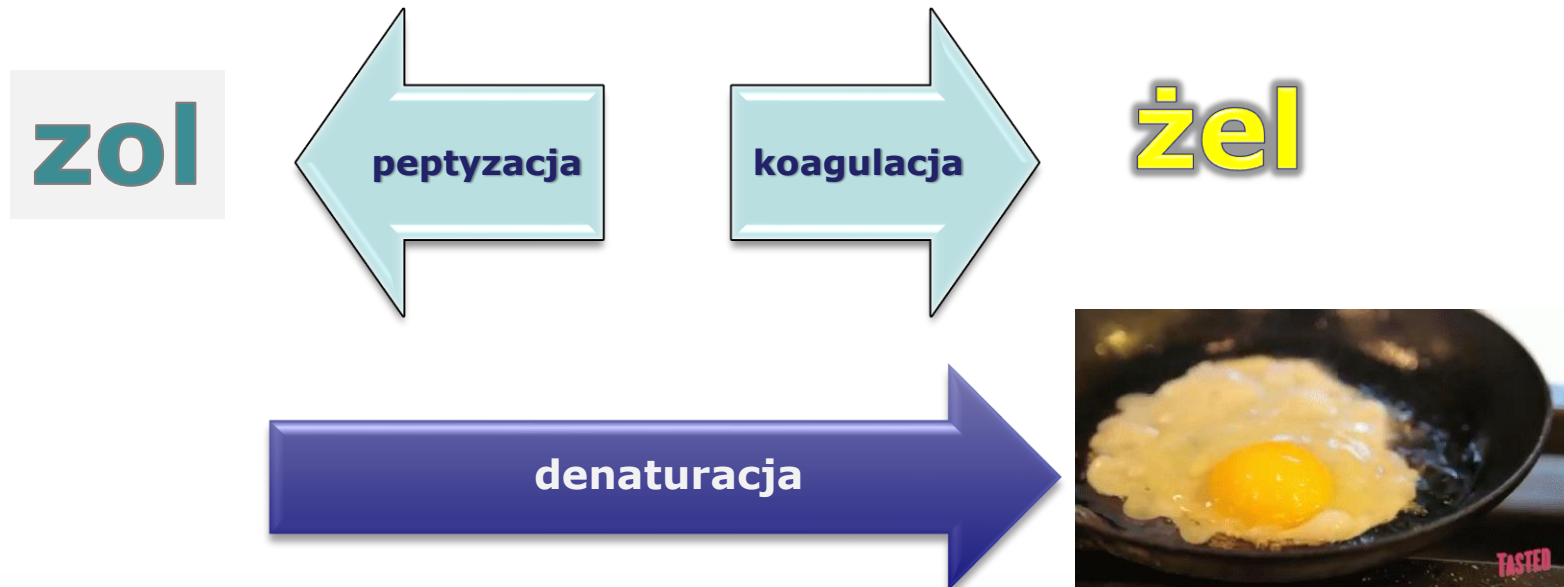 zol
peptyzacja
koagulacja
żel
denaturacja
TASTED